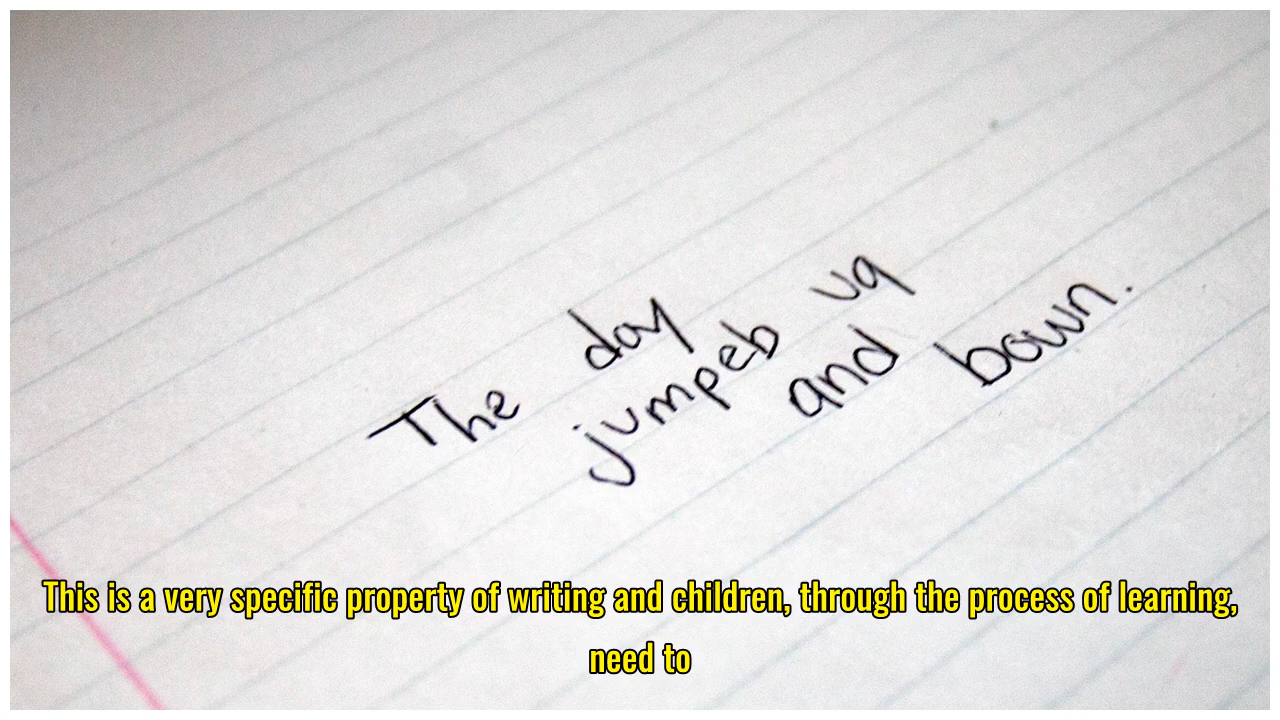 The doy
jumpeb uq
and bown.
This is a very specific property of writing and children, through the process of learning,
need to